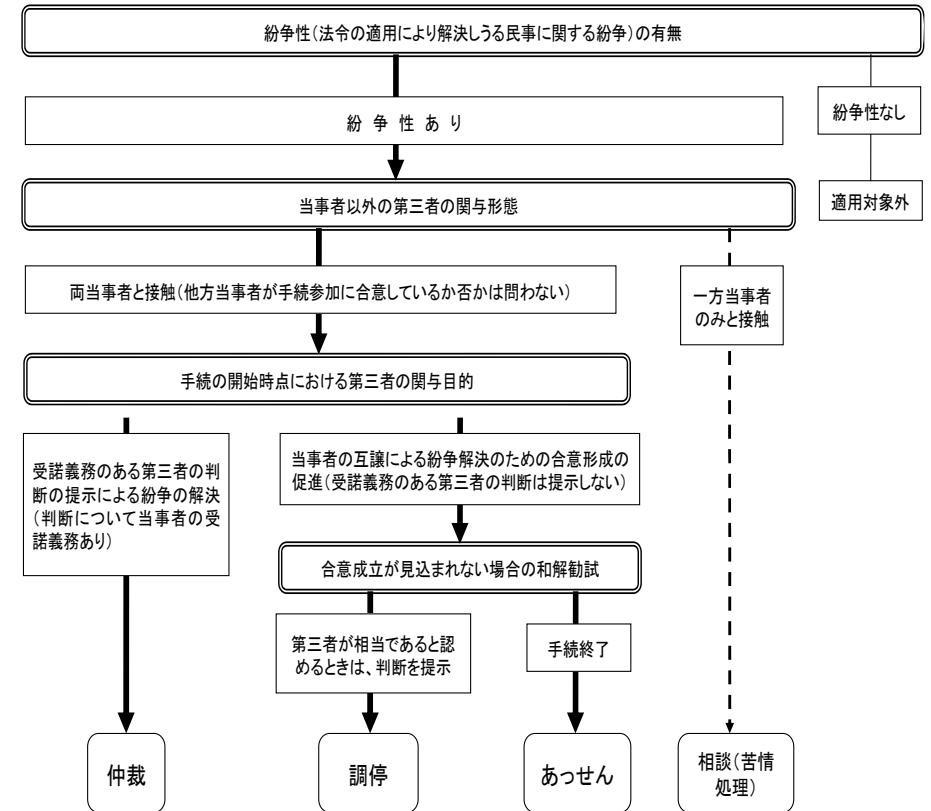 紛争性(法令の適用により解決しうる民事に関する紛争)の有無
紛争性あり
紛争性なし
適用対象外
当事者以外の第三者の関与形態
両当事者と接触(他方当事者が手続参加に合意しているか否かは問わない)
一方当事者
のみと接触
手続の開始時点における第三者の関与目的
受諾義務のある第三者の判
断の提示による紛争の解決
(判断について当事者の受
諾義務あり)
当事者の互譲による紛争解決のための合意形成の
促進(受諾義務のある第三者の判断は提示しない)
合意成立が見込まれない場合の和解勧試
第三者が相当であると認
めるときは、判断を提示
手続終了
仲裁
調停
あっせん
相談(苦情
処理)